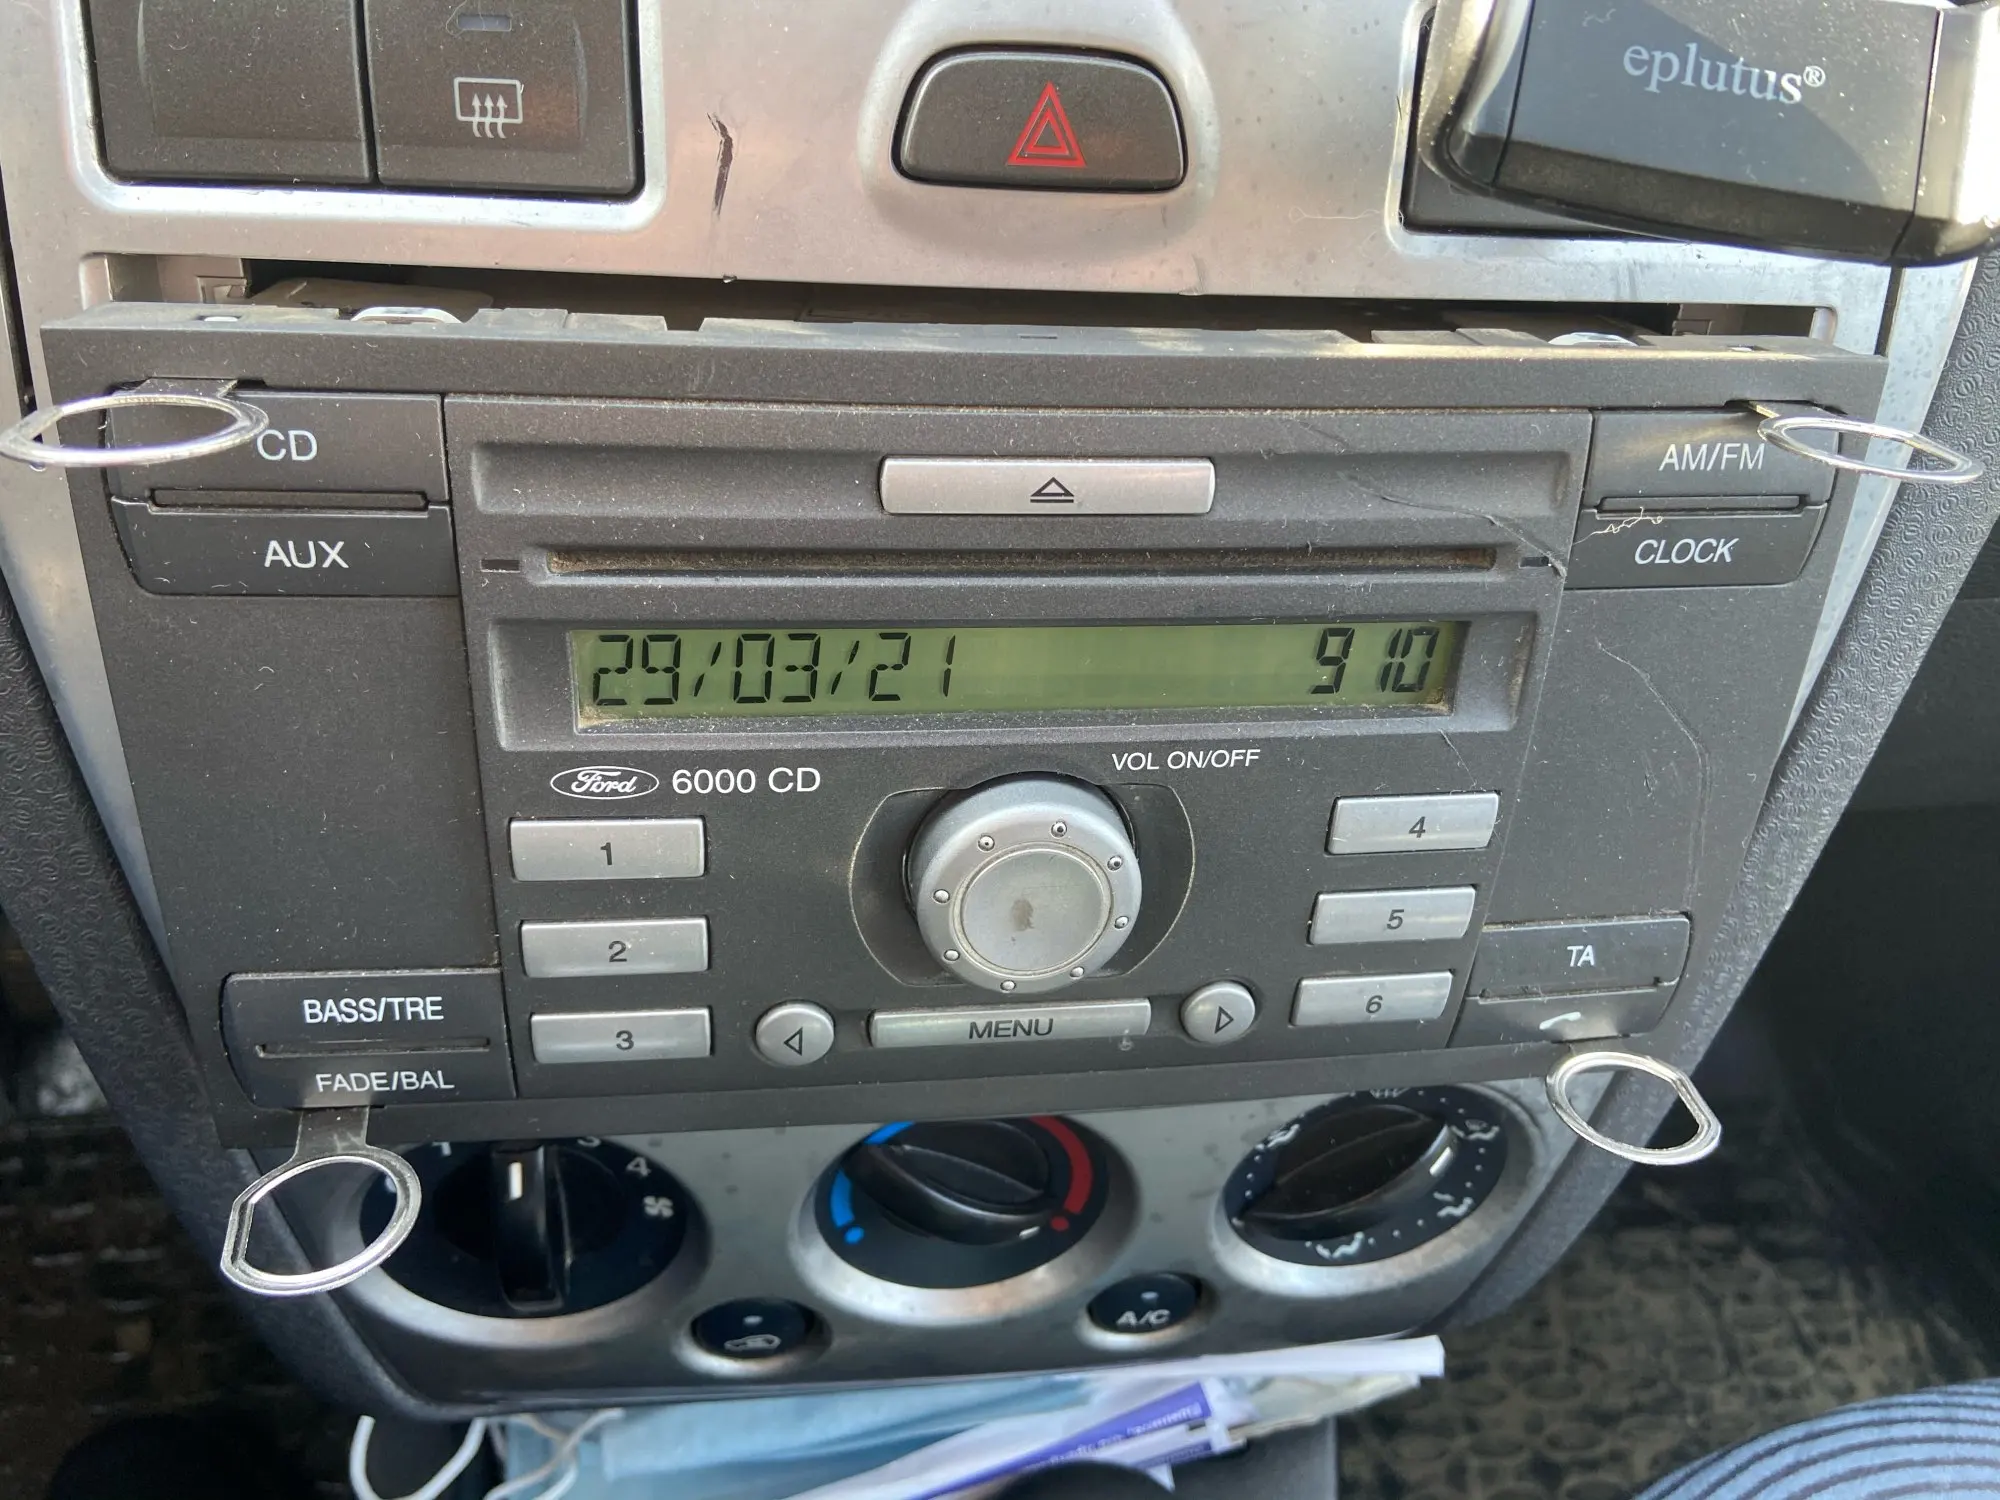 eplutus®
CD
AM/FM
AUX
CLOCK
29/03/21 9 10
VOL ON/OFF
Ford 6000 CD
1
4
2
5
TA
BASS/TRE
3
MENU
6
FADE/BAL
4
A/C